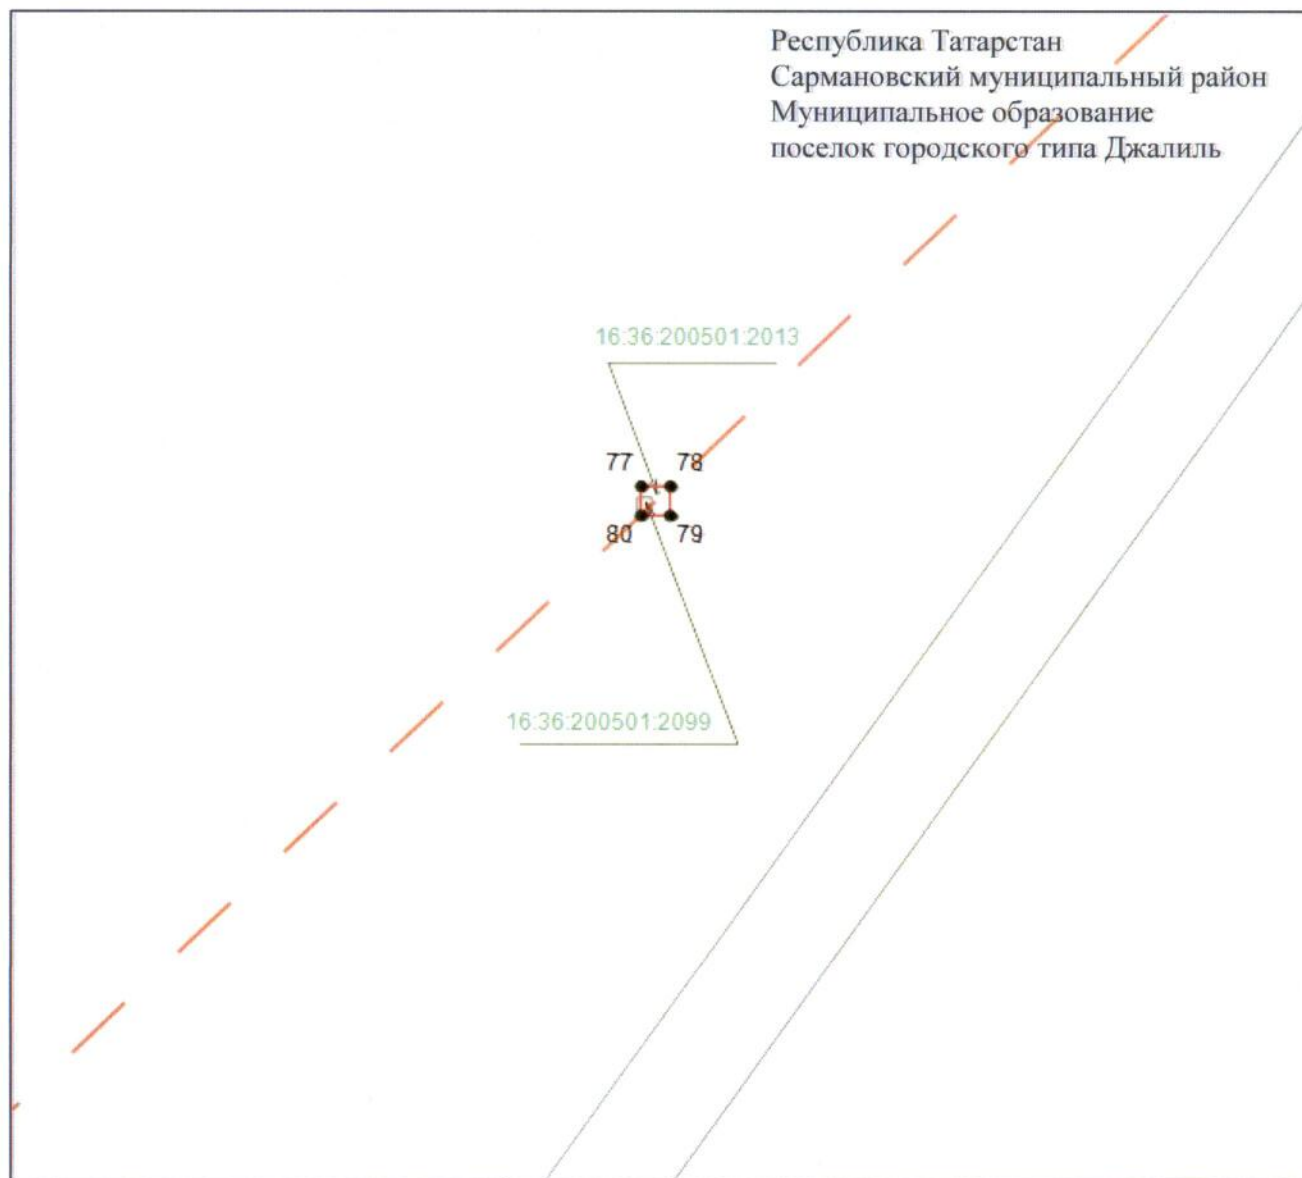 Республика Татарстан
Сармановский муниципальный район
Муниципальное образование
поселок городского типа Джалиль
16:36:200501:2013
77 78
80 79
16:36:200501:2099